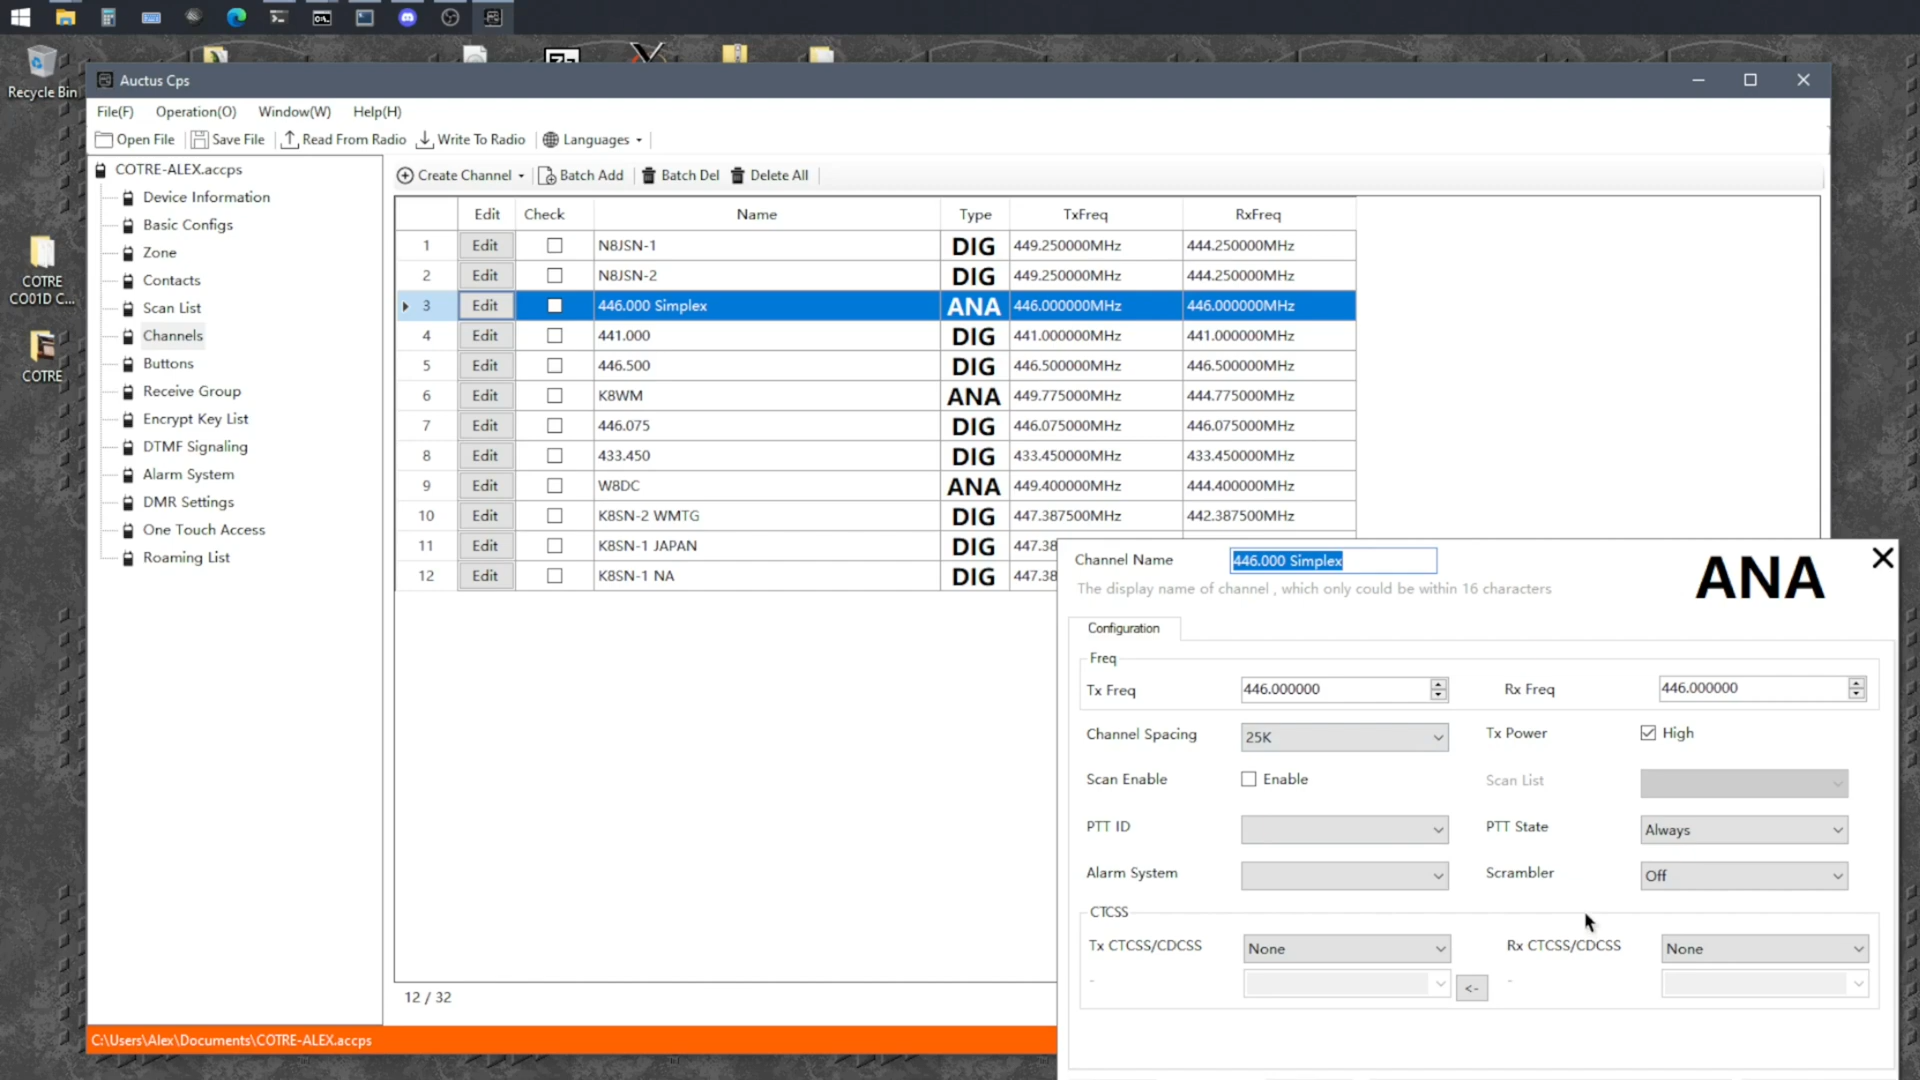 Recycle Bin
COTRE
CO01D C...
COTRE
Auctus Cps
File(F) Operation(O) Window(W) Help(H)
Open File Save File Read From Radio Write To Radio Languages
COTRE-ALEX.accps
Device Information
Basic Configs
Zone
Contacts
Scan List
Channels
Buttons
Receive Group
Encrypt Key List
DTMF Signaling
Alarm System
DMR Settings
One Touch Access
Roaming List
Create Channel Batch Add Batch Del Delete All
Edit Check Name Type TxFreq RxFreq
1 Edit N8JSN-1 DIG 449.250000MHz 444.250000MHz
2 Edit N8JSN-2 DIG 449.250000MHz 444.250000MHz
3 Edit 446.000 Simplex ANA 446.000000MHz 446.000000MHz
4 Edit 441.000 DIG 441.000000MHz 441.000000MHz
5 Edit 446.500 DIG 446.500000MHz 446.500000MHz
6 Edit K8WM ANA 449.775000MHz 444.775000MHz
7 Edit 446.075 DIG 446.075000MHz 446.075000MHz
8 Edit 433.450 DIG 433.450000MHz 433.450000MHz
9 Edit W8DC ANA 449.400000MHz 444.400000MHz
10 Edit K8SN-2 WMTG DIG 447.387500MHz 442.387500MHz
11 Edit K8SN-1 JAPAN DIG 447.38
12 Edit K8SN-1 NA DIG 447.38
12 / 32
C:\Users\Alex\Documents\COTRE-ALEX.accps
Channel Name 446.000 Simplex ANA
The display name of channel , which only could be within 16 characters
Configuration
Freq
Tx Freq 446.000000 Rx Freq 446.000000
Channel Spacing 25K Tx Power High
Scan Enable Enable Scan List
PTT ID PTT State Always
Alarm System Scrambler Off
CTCSS
Tx CTCSS/CDCSS None Rx CTCSS/CDCSS None
- <- -